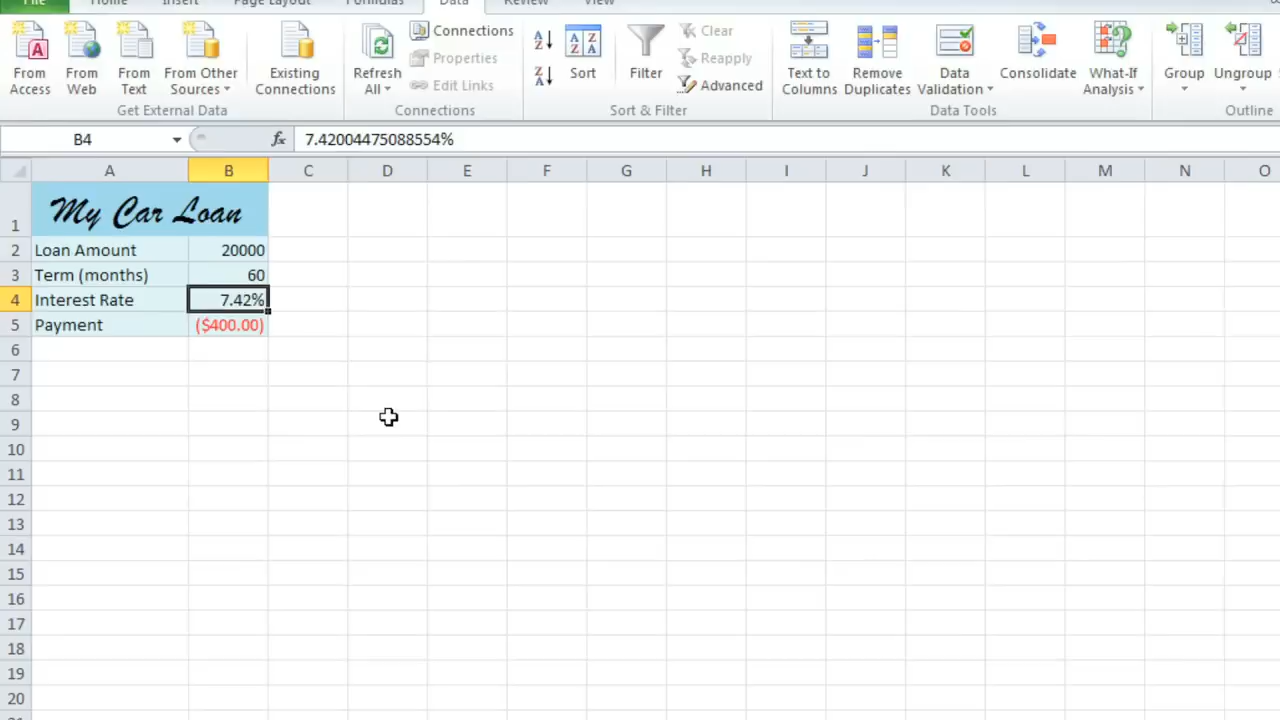 File Home Insert Page Layout Formulas Data Review View
From Access From Web From Text From Other Sources Existing Connections Refresh All Connections Properties Edit Links Sort Filter Clear Reapply Advanced Text to Columns Remove Duplicates Data Validation Consolidate What-If Analysis Group Ungroup
Get External Data Connections Sort & Filter Data Tools Outline
B4 fx 7.42004475088554%
A B C D E F G H I J K L M N O
1 My Car Loan
2 Loan Amount 20000
3 Term (months) 60
4 Interest Rate 7.42%
5 Payment ($400.00)
6
7
8
9
10
11
12
13
14
15
16
17
18
19
20